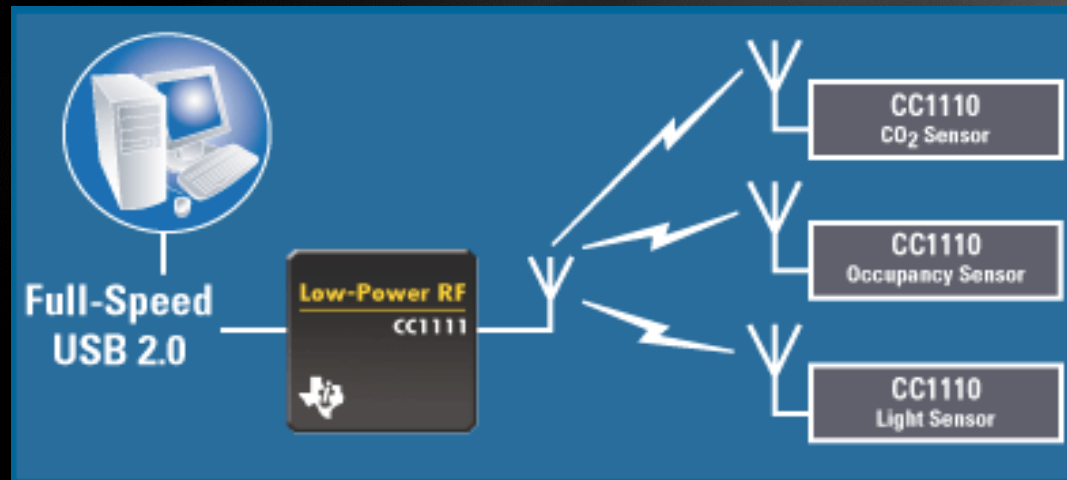 Full-Speed
USB 2.0
Low-Power RF
CC1111
CC1110
CO₂ Sensor
CC1110
Occupancy Sensor
CC1110
Light Sensor